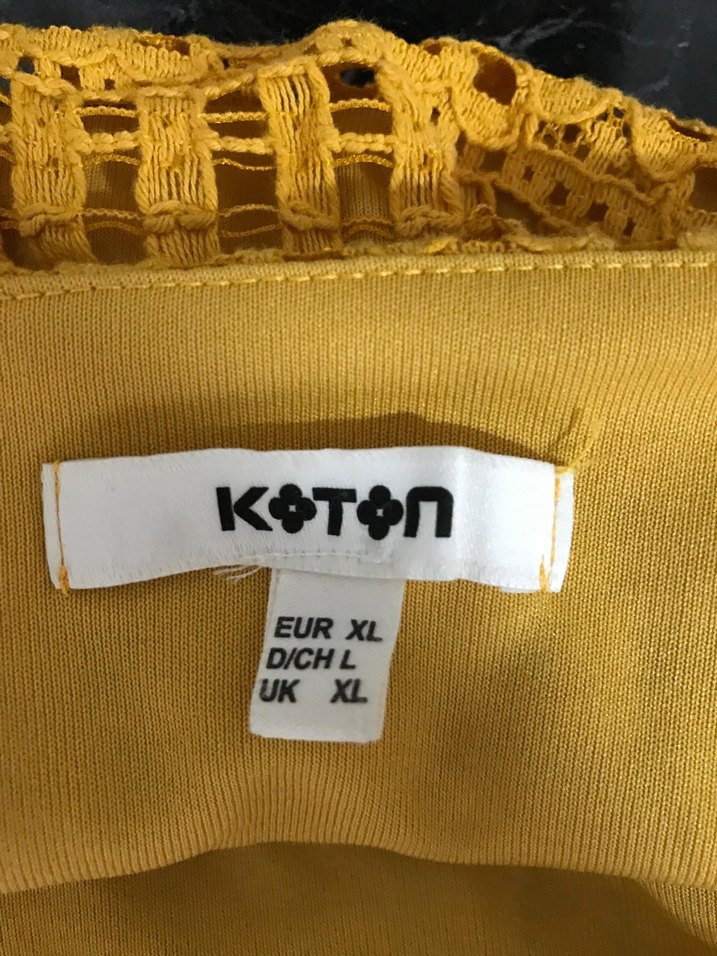 KOTON
EUR XL
D/CH L
UK XL